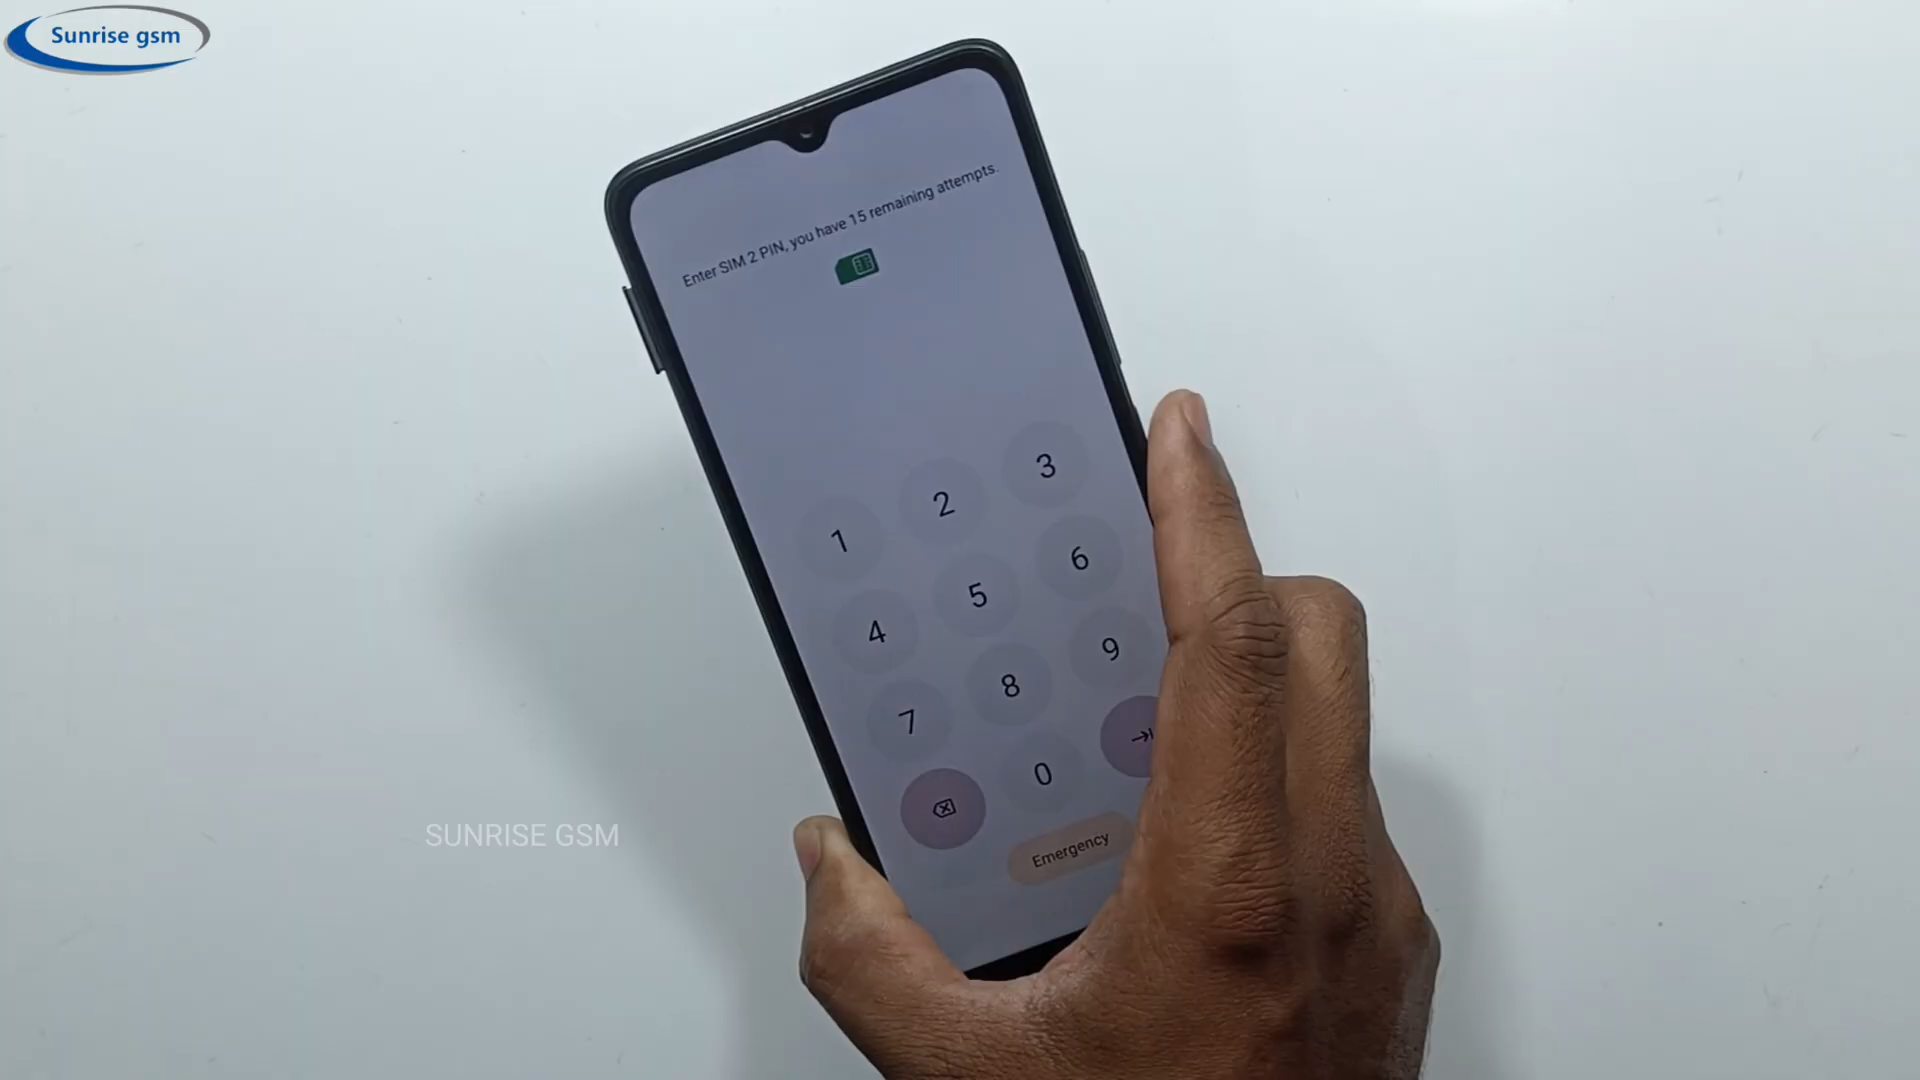 Sunrise gsm
Enter SIM 2 PIN, you have 15 remaining attempts.
1 2 3
4 5 6
7 8 9
0
Emergency
SUNRISE GSM